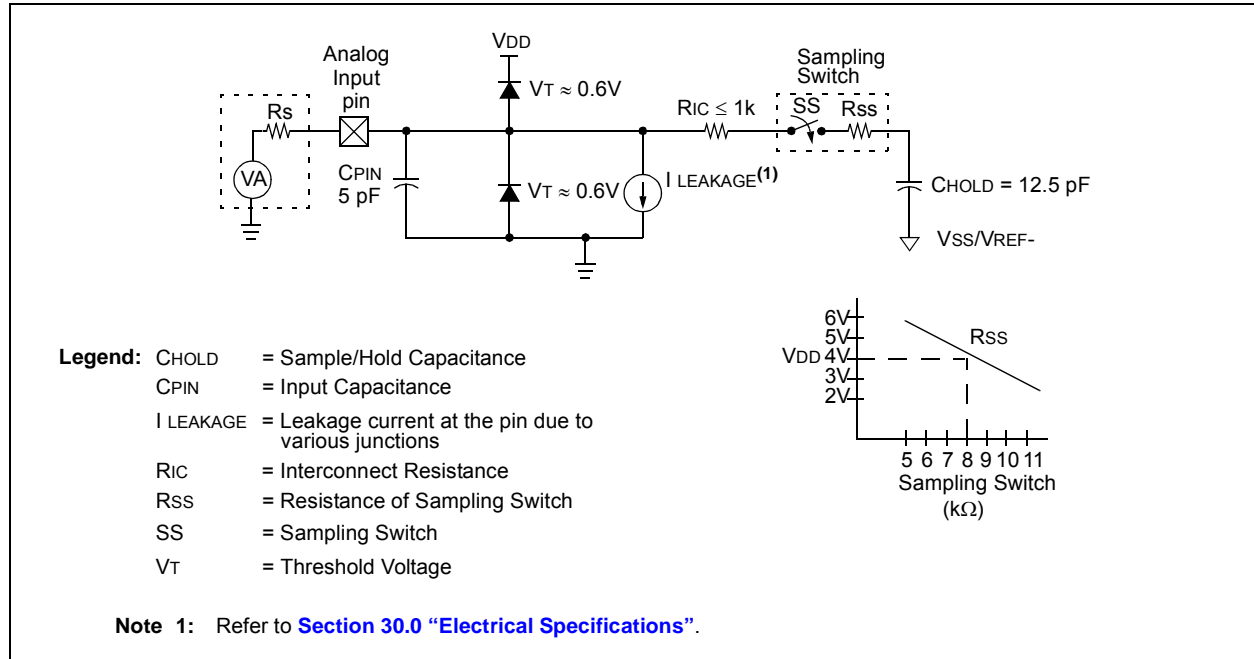 VDD
Analog
Input
pin
Sampling
Switch
VT ≈ 0.6V
Rs
RIC ≤ 1k
SS
Rss
VA
CPIN
5 pF
VT ≈ 0.6V
I LEAKAGE(1)
CHOLD = 12.5 pF
VSS/VREF-
6V
5V
VDD 4V
3V
2V
RSS
5 6 7 8 9 10 11
Sampling Switch
(kΩ)
Legend: CHOLD = Sample/Hold Capacitance
CPIN = Input Capacitance
I LEAKAGE = Leakage current at the pin due to
various junctions
RIC = Interconnect Resistance
RSS = Resistance of Sampling Switch
SS = Sampling Switch
VT = Threshold Voltage
Note 1: Refer to Section 30.0 “Electrical Specifications”.